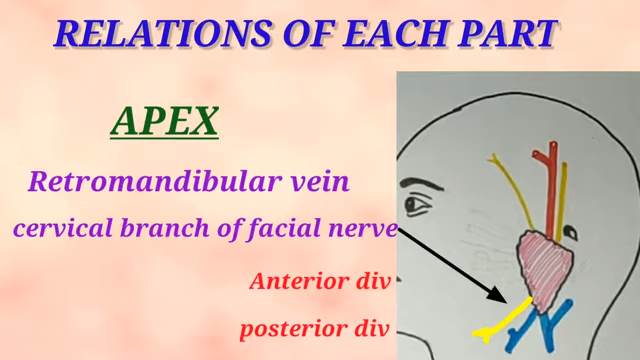 RELATIONS OF EACH PART
APEX
Retromandibular vein
cervical branch of facial nerve
Anterior div
posterior div